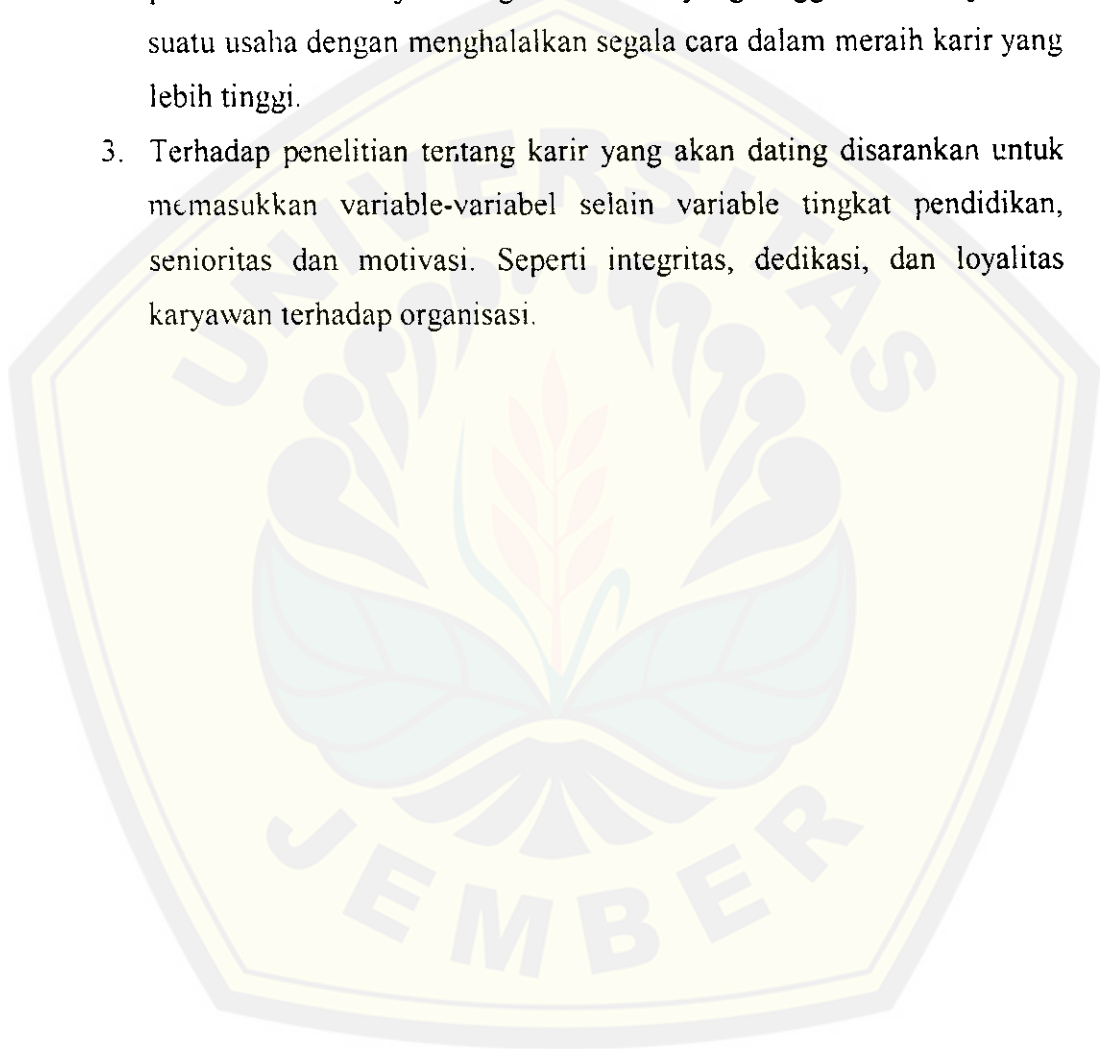 suatu usaha dengan menghalalkan segala cara dalam meraih karir yang
lebih tinggi.
3. Terhadap penelitian tentang karir yang akan dating disarankan untuk
memasukkan variable-variabel selain variable tingkat pendidikan,
senioritas dan motivasi. Seperti integritas, dedikasi, dan loyalitas
karyawan terhadap organisasi.
UNIVERSITAS
JEMBER